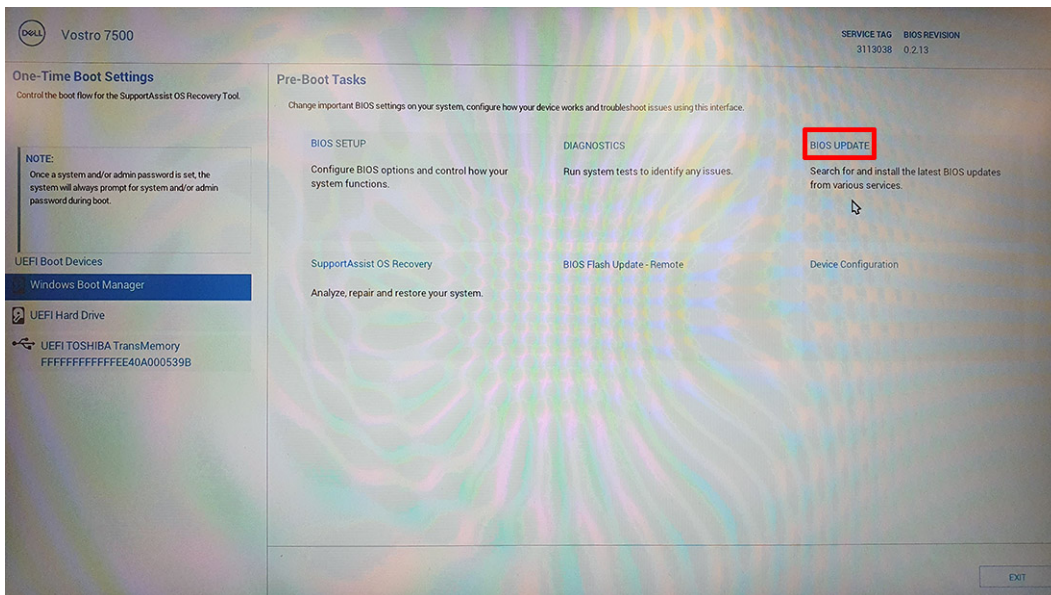 DELL
Vostro 7500
SERVICE TAG BIOS REVISION
3113038 0.2.13
One-Time Boot Settings
Control the boot flow for the SupportAssist OS Recovery Tool.
NOTE:
Once a system and/or admin password is set, the
system will always prompt for system and/or admin
password during boot.
UEFI Boot Devices
Windows Boot Manager
UEFI Hard Drive
UEFI TOSHIBA TransMemory
FFFFFFFFFFFFEE40A000539B
Pre-Boot Tasks
Change important BIOS settings on your system, configure how your device works and troubleshoot issues using this interface.
BIOS SETUP
Configure BIOS options and control how your
system functions.
DIAGNOSTICS
Run system tests to identify any issues.
BIOS UPDATE
Search for and install the latest BIOS updates
from various services.
SupportAssist OS Recovery
Analyze, repair and restore your system.
BIOS Flash Update - Remote
Device Configuration
EXIT